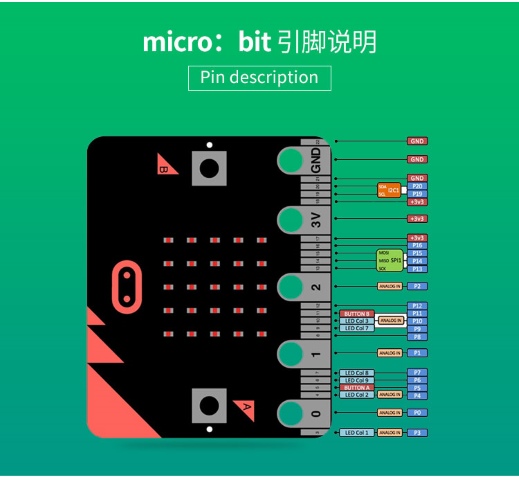 micro：bit 引脚说明
Pin description
GND
GND
GND
GND
P20
SDA
I2C1
SCL
P19
+3v3
3V
+3v3
+3v3
P16
MOSI
P15
MISO
SPI1
P14
SCK
P13
2
ANALOG IN
P2
P12
BUTTON B
P11
LED Col 3
ANALOG IN
P10
LED Col 7
P9
P8
1
ANALOG IN
P1
LED Col 8
P7
LED Col 9
P6
BUTTON A
P5
LED Col 2
ANALOG IN
P4
0
ANALOG IN
P0
LED Col 1
ANALOG IN
P3
B
A